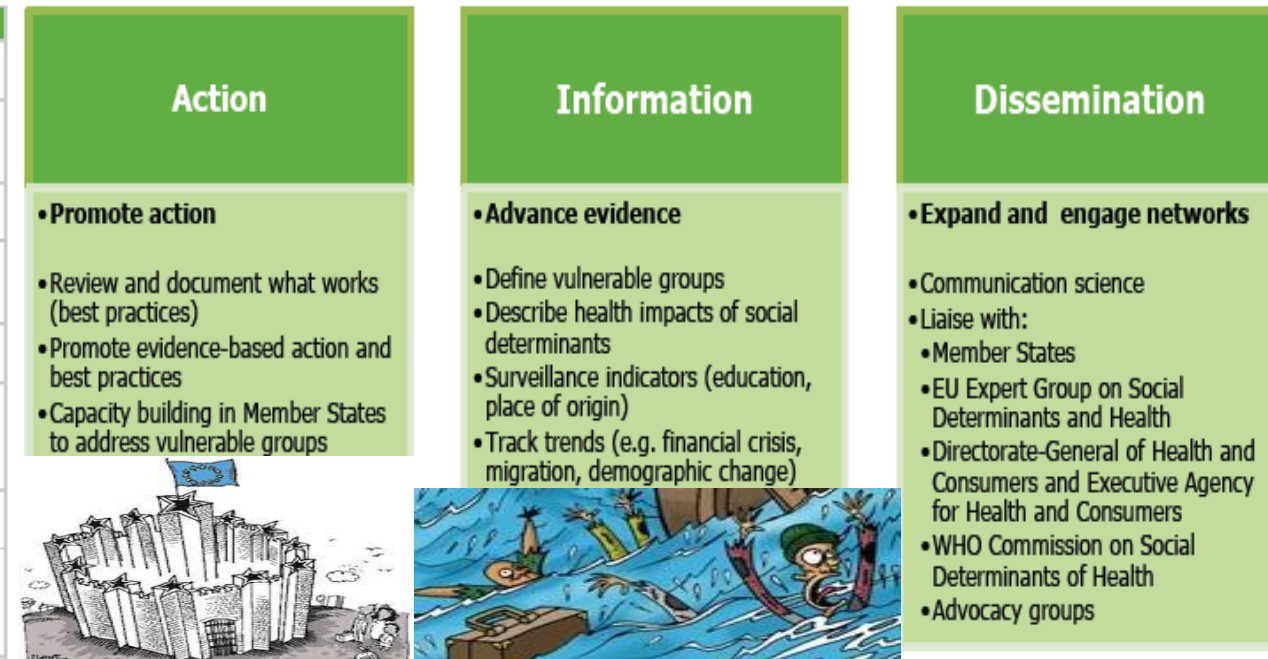 Action
• Promote action
• Review and document what works
(best practices)
• Promote evidence-based action and
best practices
• Capacity building in Member States
to address vulnerable groups
Information
• Advance evidence
• Define vulnerable groups
• Describe health impacts of social
determinants
• Surveillance indicators (education,
place of origin)
• Track trends (e.g. financial crisis,
migration, demographic change)
Dissemination
• Expand and engage networks
• Communication science
• Liaise with:
• Member States
• EU Expert Group on Social
Determinants and Health
• Directorate-General of Health and
Consumers and Executive Agency
for Health and Consumers
• WHO Commission on Social
Determinants of Health
• Advocacy groups